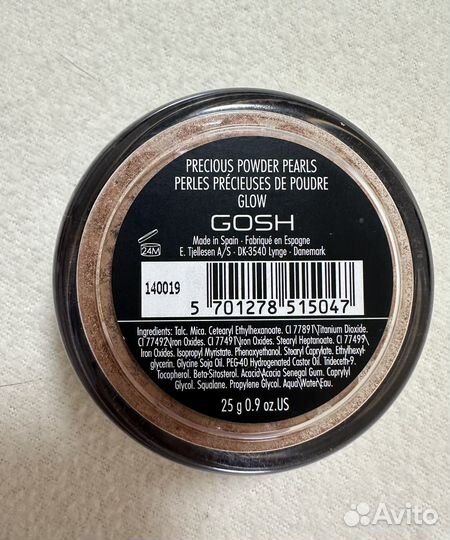 PRECIOUS POWDER PEARLS
PERLES PRÉCIEUSES DE POUDRE
GLOW
GOSH
Made in Spain - Fabriqué en Espagne
E. Tjellesen A/S - DK-3540 Lynge - Danemark
24M
140019
5 701278 515047
Ingredients: Talc. Mica. Cetearyl Ethylhexanoate. CI 77891\Titanium Dioxide.
CI 77492\Iron Oxides. CI 77491\Iron Oxides. Stearyl Heptanoate. CI 77499\
Iron Oxides. Isopropyl Myristate. Phenoxyethanol. Stearyl Caprylate. Ethylhexyl-
glycerin. Glycine Soja Oil. PEG-40 Hydrogenated Castor Oil. Trideceth-9.
Tocopherol. Beta-Sitosterol. Acacia\Acacia Senegal Gum. Caprylyl
Glycol. Squalane. Propylene Glycol. Aqua\Water\Eau.
25 g 0.9 oz.US
Avito